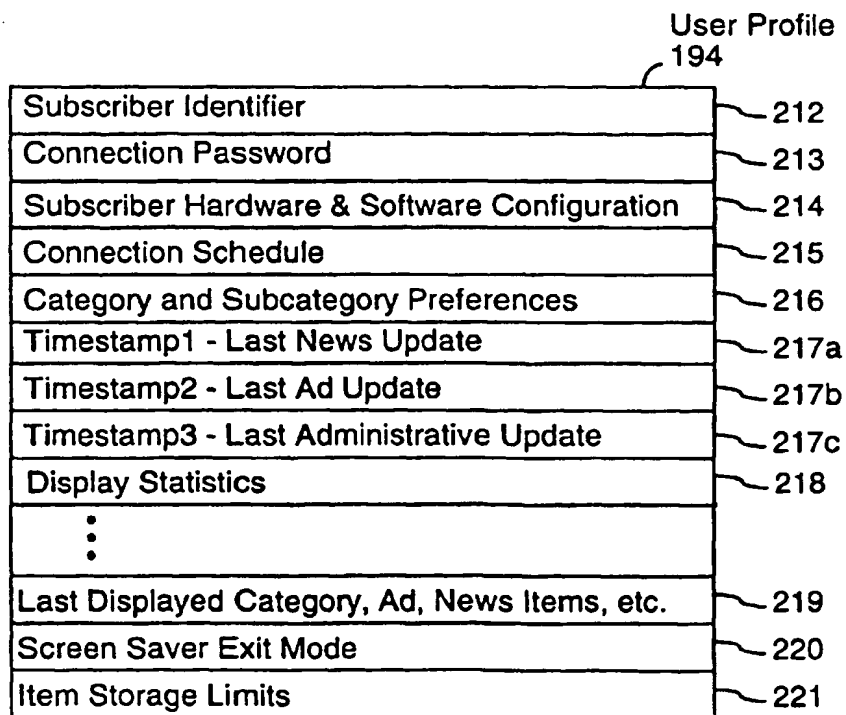 User Profile
194
Subscriber Identifier 212
Connection Password 213
Subscriber Hardware & Software Configuration 214
Connection Schedule 215
Category and Subcategory Preferences 216
Timestamp1 - Last News Update 217a
Timestamp2 - Last Ad Update 217b
Timestamp3 - Last Administrative Update 217c
Display Statistics 218
Last Displayed Category, Ad, News Items, etc. 219
Screen Saver Exit Mode 220
Item Storage Limits 221